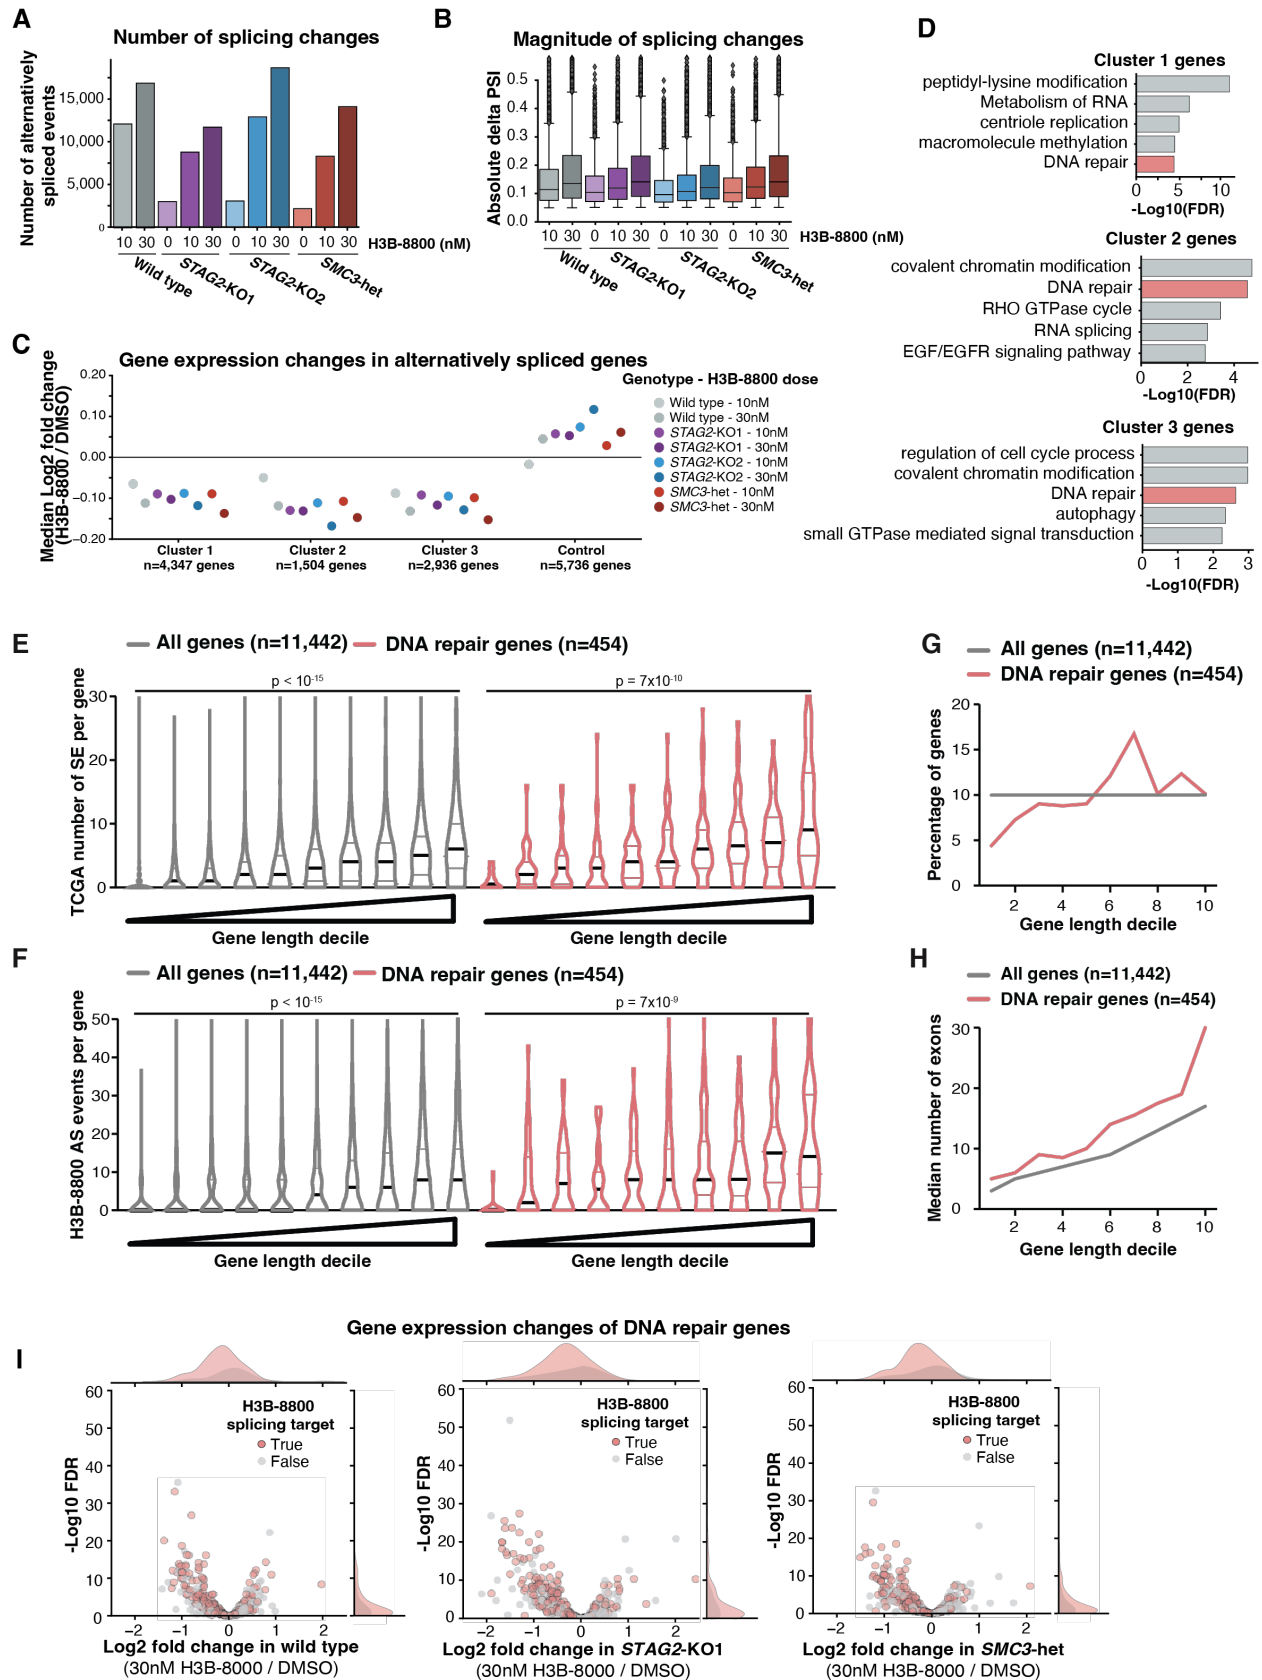 A
Number of splicing changes
Number of alternatively
spliced events
15,000
10,000
5,000
0
10 30 0 10 30 0 10 30 0 10 30 H3B-8800 (nM)
Wild type STAG2-KO1 STAG2-KO2 SMC3-het
B
Magnitude of splicing changes
Absolute delta PSI
0.5
0.4
0.3
0.2
0.1
0.0
10 30 0 10 30 0 10 30 0 10 30 H3B-8800 (nM)
Wild type STAG2-KO1 STAG2-KO2 SMC3-het
C
Gene expression changes in alternatively spliced genes
Median Log2 fold change
(H3B-8800 / DMSO)
0.20
0.10
0.00
−0.10
−0.20
Cluster 1
n=4,347 genes
Cluster 2
n=1,504 genes
Cluster 3
n=2,936 genes
Control
n=5,736 genes
Genotype - H3B-8800 dose
Wild type - 10nM
Wild type - 30nM
STAG2-KO1 - 10nM
STAG2-KO1 - 30nM
STAG2-KO2 - 10nM
STAG2-KO2 - 30nM
SMC3-het - 10nM
SMC3-het - 30nM
D
Cluster 1 genes
peptidyl-lysine modification
Metabolism of RNA
centriole replication
macromolecule methylation
DNA repair
0 5 10
-Log10(FDR)
Cluster 2 genes
covalent chromatin modification
DNA repair
RHO GTPase cycle
RNA splicing
EGF/EGFR signaling pathway
0 2 4
-Log10(FDR)
Cluster 3 genes
regulation of cell cycle process
covalent chromatin modification
DNA repair
autophagy
small GTPase mediated signal transduction
0 1 2 3
-Log10(FDR)
E
All genes (n=11,442) DNA repair genes (n=454)
TCGA number of SE per gene
30
20
10
0
p < 10-15
p = 7x10-10
Gene length decile
Gene length decile
F
All genes (n=11,442) DNA repair genes (n=454)
H3B-8800 AS events per gene
50
40
30
20
10
0
p < 10-15
p = 7x10-9
Gene length decile
Gene length decile
G
All genes (n=11,442)
DNA repair genes (n=454)
Percentage of genes
20
15
10
5
0
2 4 6 8 10
Gene length decile
H
All genes (n=11,442)
DNA repair genes (n=454)
Median number of exons
30
20
10
0
2 4 6 8 10
Gene length decile
I
Gene expression changes of DNA repair genes
-Log10 FDR
60
50
40
30
20
10
0
H3B-8800
splicing target
True
False
−2 −1 0 1 2
Log2 fold change in wild type
(30nM H3B-8000 / DMSO)
-Log10 FDR
60
50
40
30
20
10
0
H3B-8800
splicing target
True
False
−2 −1 0 1 2
Log2 fold change in STAG2-KO1
(30nM H3B-8000 / DMSO)
-Log10 FDR
60
50
40
30
20
10
0
H3B-8800
splicing target
True
False
−2 −1 0 1 2
Log2 fold change in SMC3-het
(30nM H3B-8000 / DMSO)